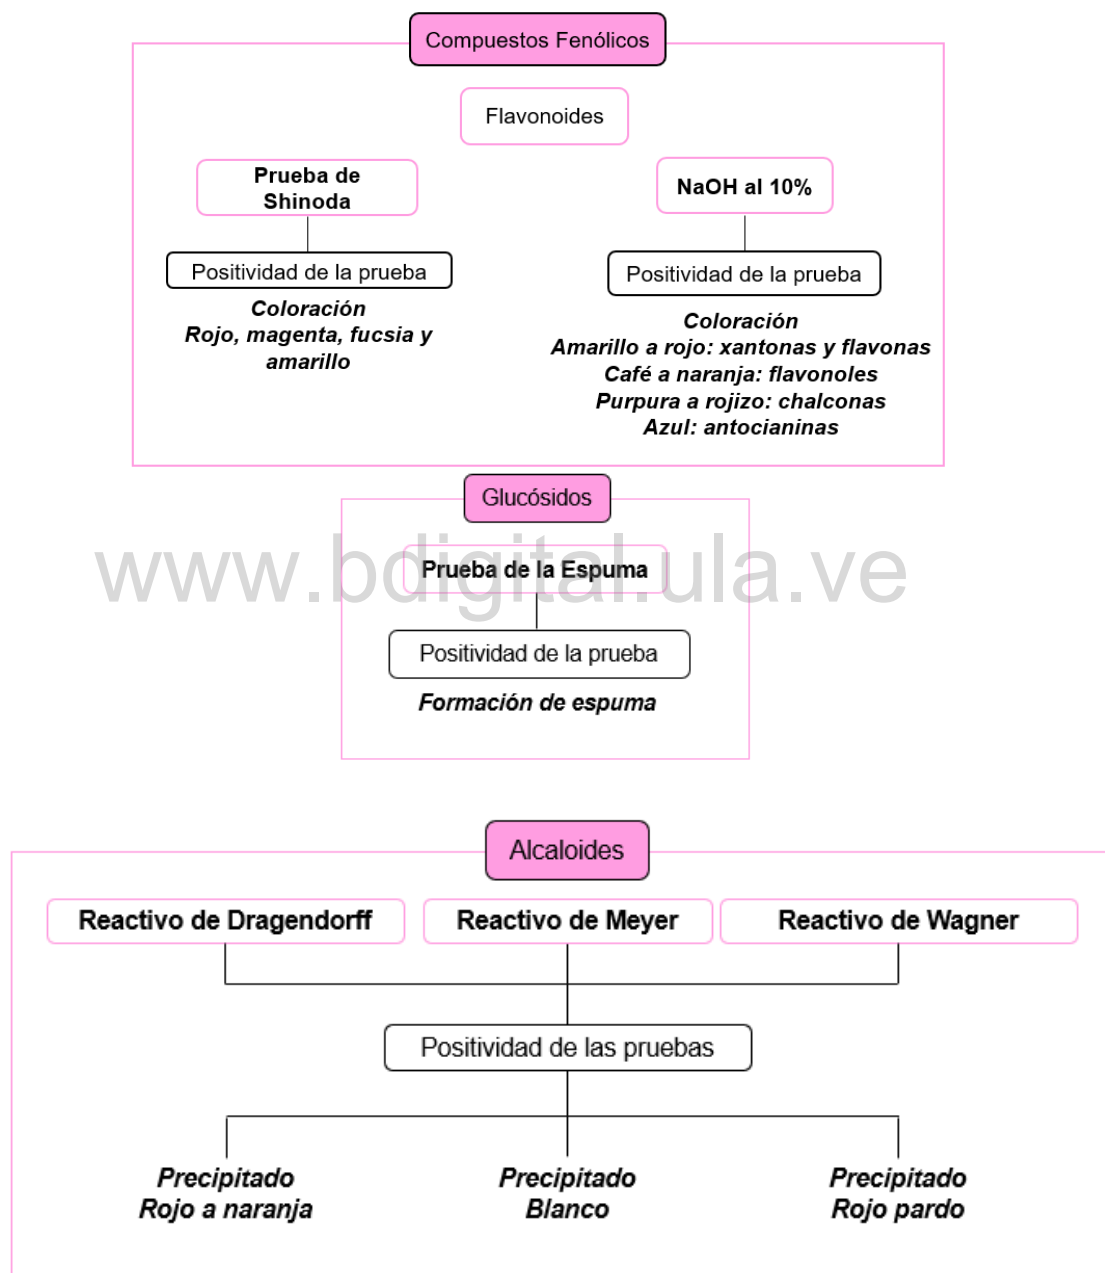 Compuestos Fenólicos
Flavonoides
Prueba de
Shinoda
Positividad de la prueba
Coloración
Rojo, magenta, fucsia y
amarillo
NaOH al 10%
Positividad de la prueba
Coloración
Amarillo a rojo: xantonas y flavonas
Café a naranja: flavonoles
Purpura a rojizo: chalconas
Azul: antocianinas
Glucósidos
www.bdigital.ula.ve
Prueba de la Espuma
Positividad de la prueba
Formación de espuma
Alcaloides
Reactivo de Dragendorff
Reactivo de Meyer
Reactivo de Wagner
Positividad de las pruebas
Precipitado
Rojo a naranja
Precipitado
Blanco
Precipitado
Rojo pardo